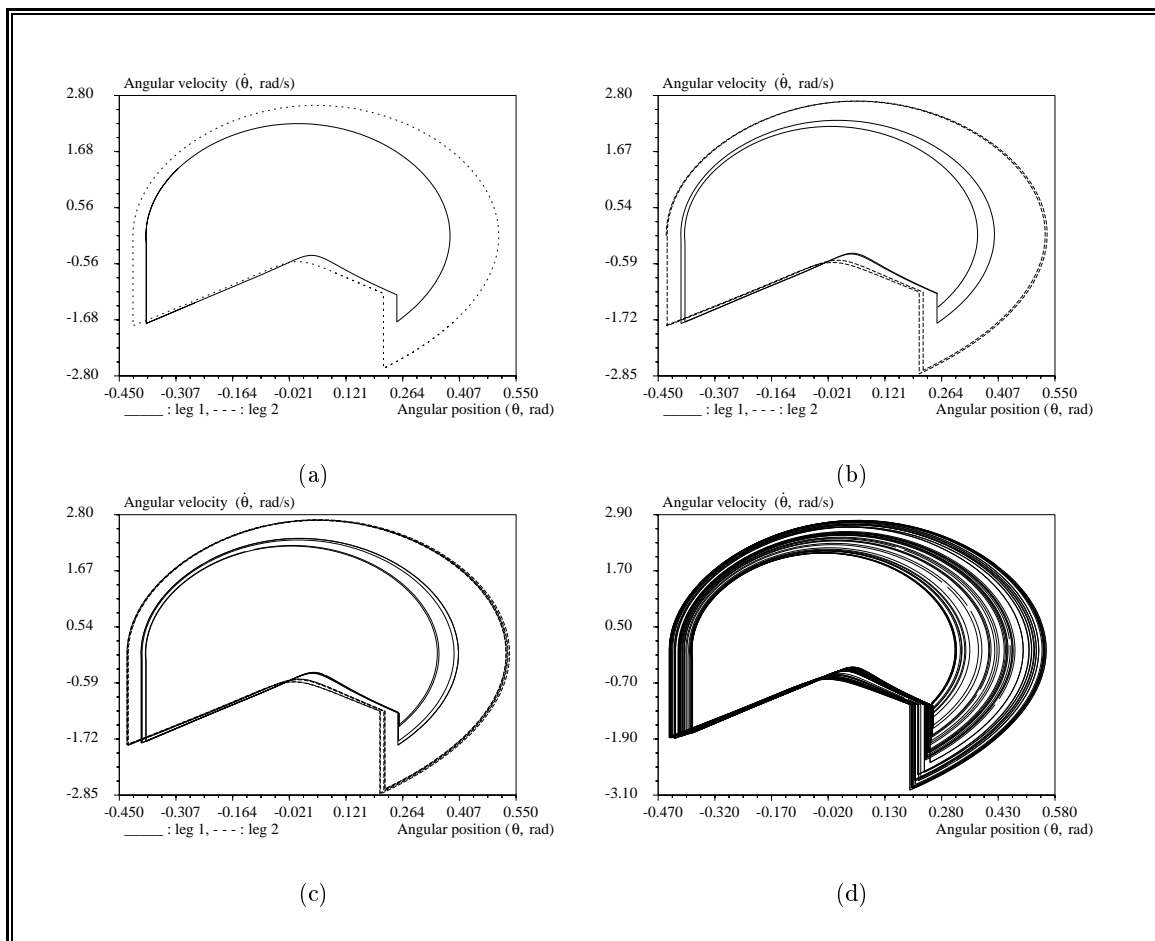 Angular velocity (θ̇, rad/s)
2.80
1.68
0.56
-0.56
-1.68
-2.80
-0.450 -0.307 -0.164 -0.021 0.121 0.264 0.407 0.550
_____ : leg 1, - - - : leg 2 Angular position (θ, rad)
(a)
Angular velocity (θ̇, rad/s)
2.80
1.67
0.54
-0.59
-1.72
-2.85
-0.450 -0.307 -0.164 -0.021 0.121 0.264 0.407 0.550
_____ : leg 1, - - - : leg 2 Angular position (θ, rad)
(b)
Angular velocity (θ̇, rad/s)
2.80
1.67
0.54
-0.59
-1.72
-2.85
-0.450 -0.307 -0.164 -0.021 0.121 0.264 0.407 0.550
_____ : leg 1, - - - : leg 2 Angular position (θ, rad)
(c)
Angular velocity (θ̇, rad/s)
2.90
1.70
0.50
-0.70
-1.90
-3.10
-0.470 -0.320 -0.170 -0.020 0.130 0.280 0.430 0.580
Angular position (θ, rad)
(d)